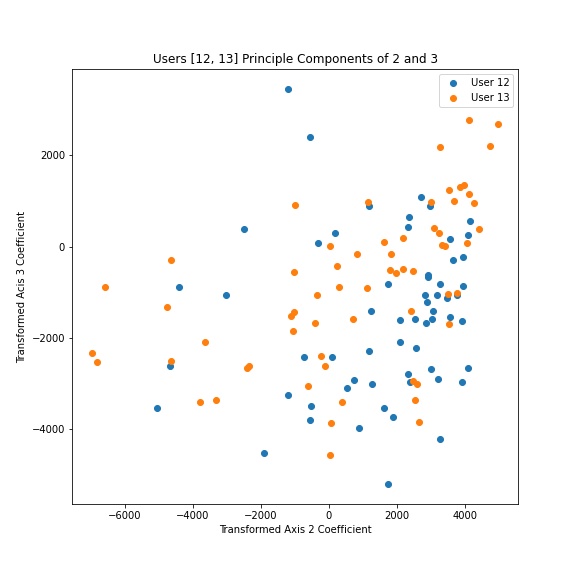 Users [12, 13] Principle Components of 2 and 3
User 12
User 13
Transformed Acis 3 Coefficient
2000
0
−2000
−4000
−6000
−4000
−2000
0
2000
4000
Transformed Axis 2 Coefficient